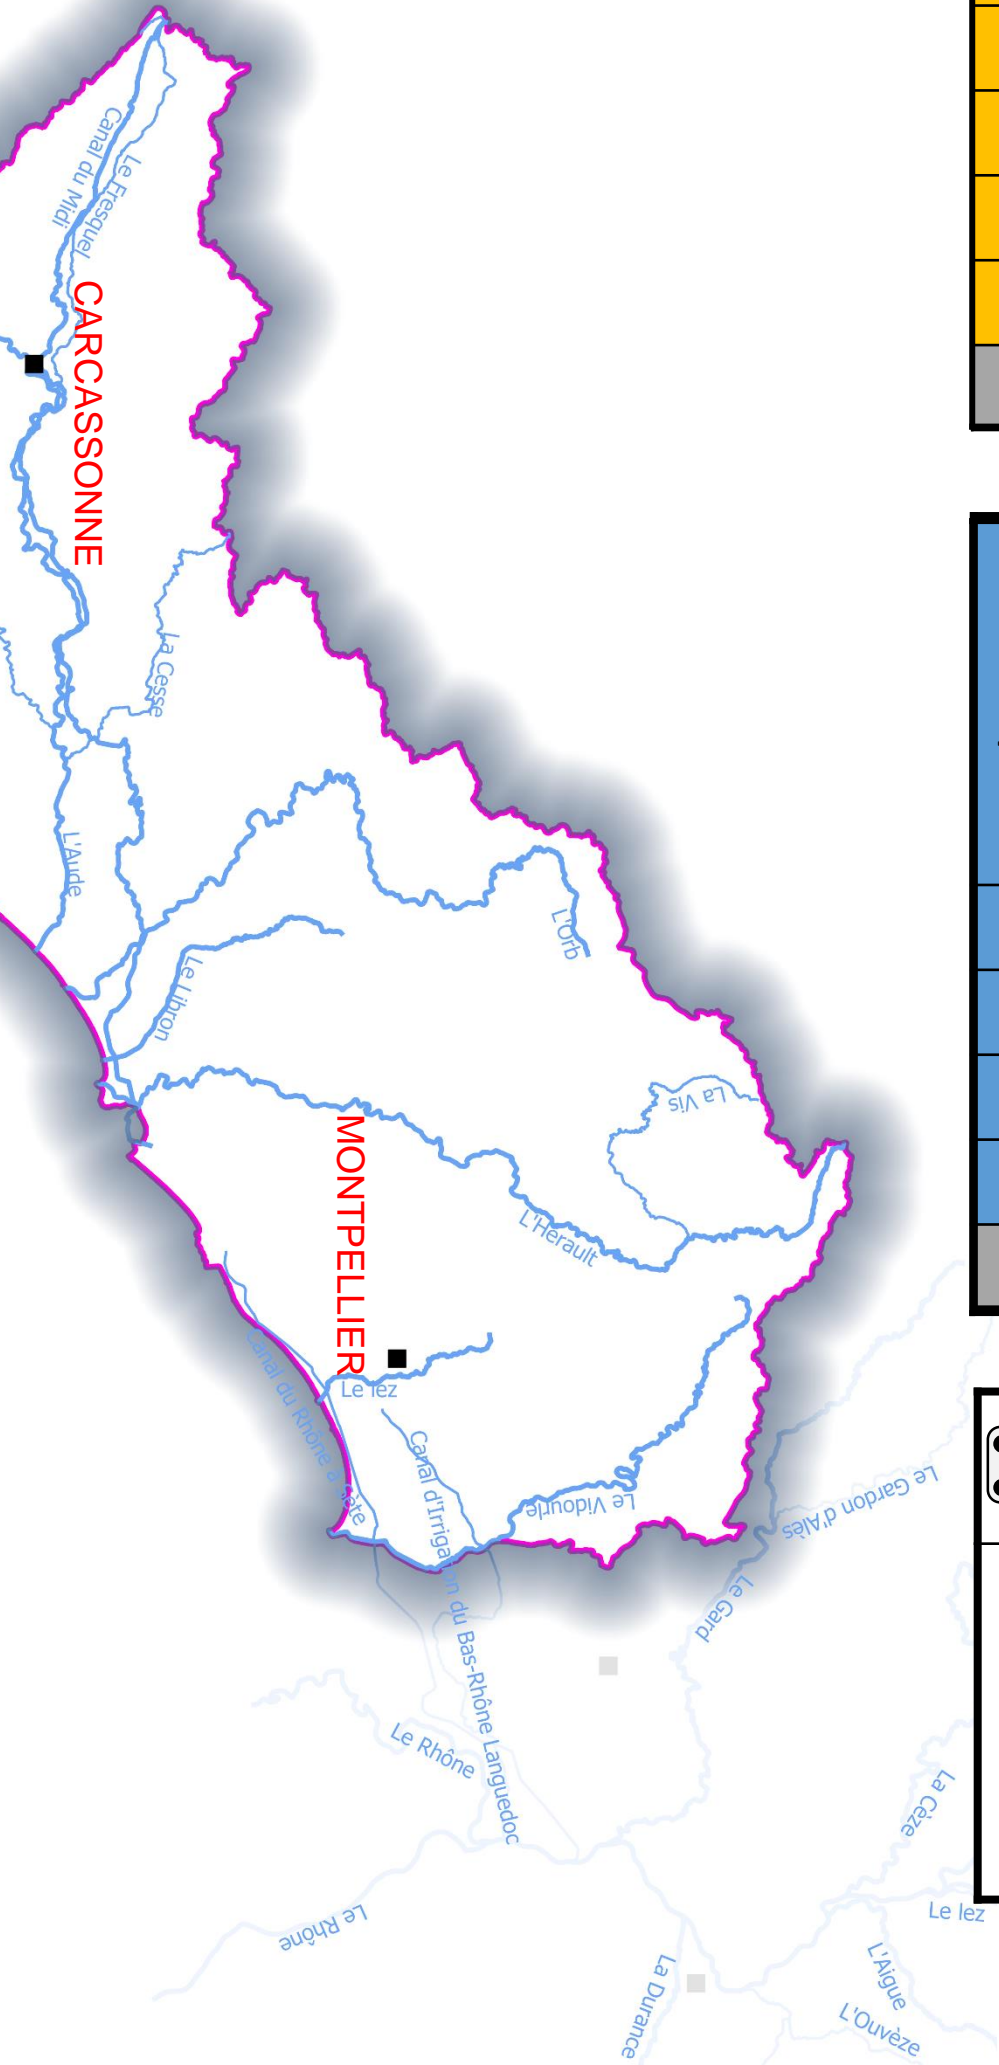 Canal du Midi
Le Fresquel
CARCASSONNE
La Cesse
L'Aude
L'Orb
Le Libron
La Vis
MONTPELLIER
L'Hérault
Le lez
Canal du Rhône à Sète
Canal d'Irrigation du Bas-Rhône Languedoc
Le Vidourle
Le Gardon d'Alès
Le Gard
Le Rhône
La Cèze
Le Rhône
Le lez
L'Aigue
La Durance
L'Ouvèze